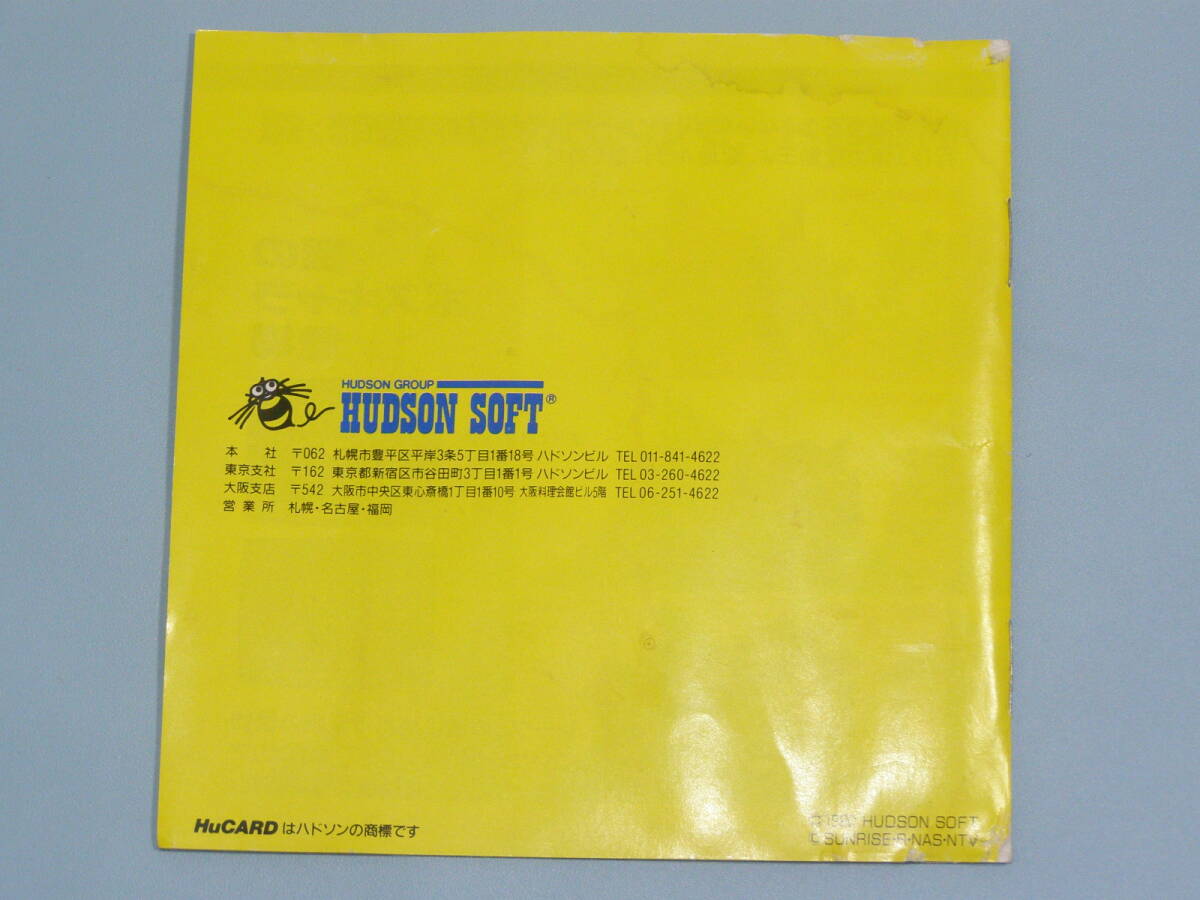 HUDSON GROUP
HUDSON SOFT®
本 社 〒062 札幌市豊平区平岸3条5丁目1番18号 ハドソンビル TEL 011-841-4622
東京支社 〒162 東京都新宿区市谷田町3丁目1番1号 ハドソンビル TEL 03-260-4622
大阪支店 〒542 大阪市中央区東心斎橋1丁目1番10号 大阪料理会館ビル5階 TEL 06-251-4622
営業所 札幌・名古屋・福岡
HuCARD はハドソンの商標です
HUDSON SOFT
© SUNRISE・R・NAS・NTV